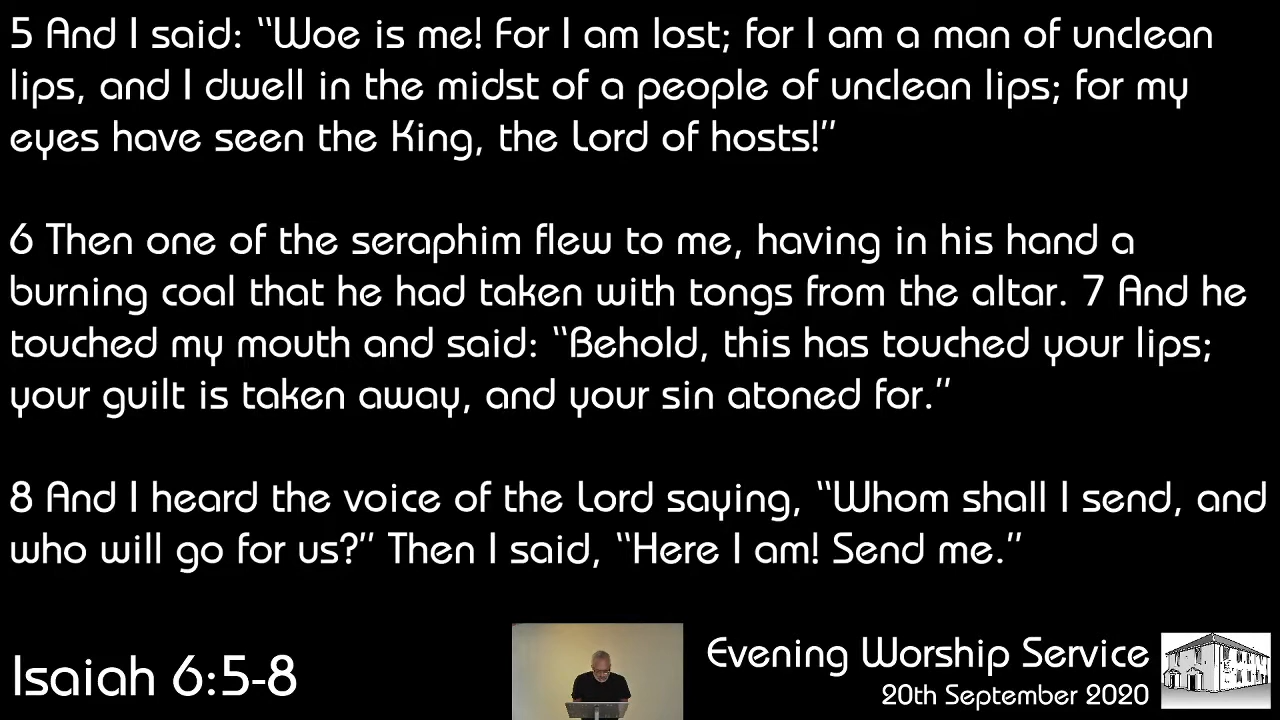 5 And I said: “Woe is me! For I am lost; for I am a man of unclean
lips, and I dwell in the midst of a people of unclean lips; for my
eyes have seen the King, the Lord of hosts!”
6 Then one of the seraphim flew to me, having in his hand a
burning coal that he had taken with tongs from the altar. 7 And he
touched my mouth and said: “Behold, this has touched your lips;
your guilt is taken away, and your sin atoned for.”
8 And I heard the voice of the Lord saying, “Whom shall I send, and
who will go for us?” Then I said, “Here I am! Send me.”
Isaiah 6:5-8
Evening Worship Service
20th September 2020